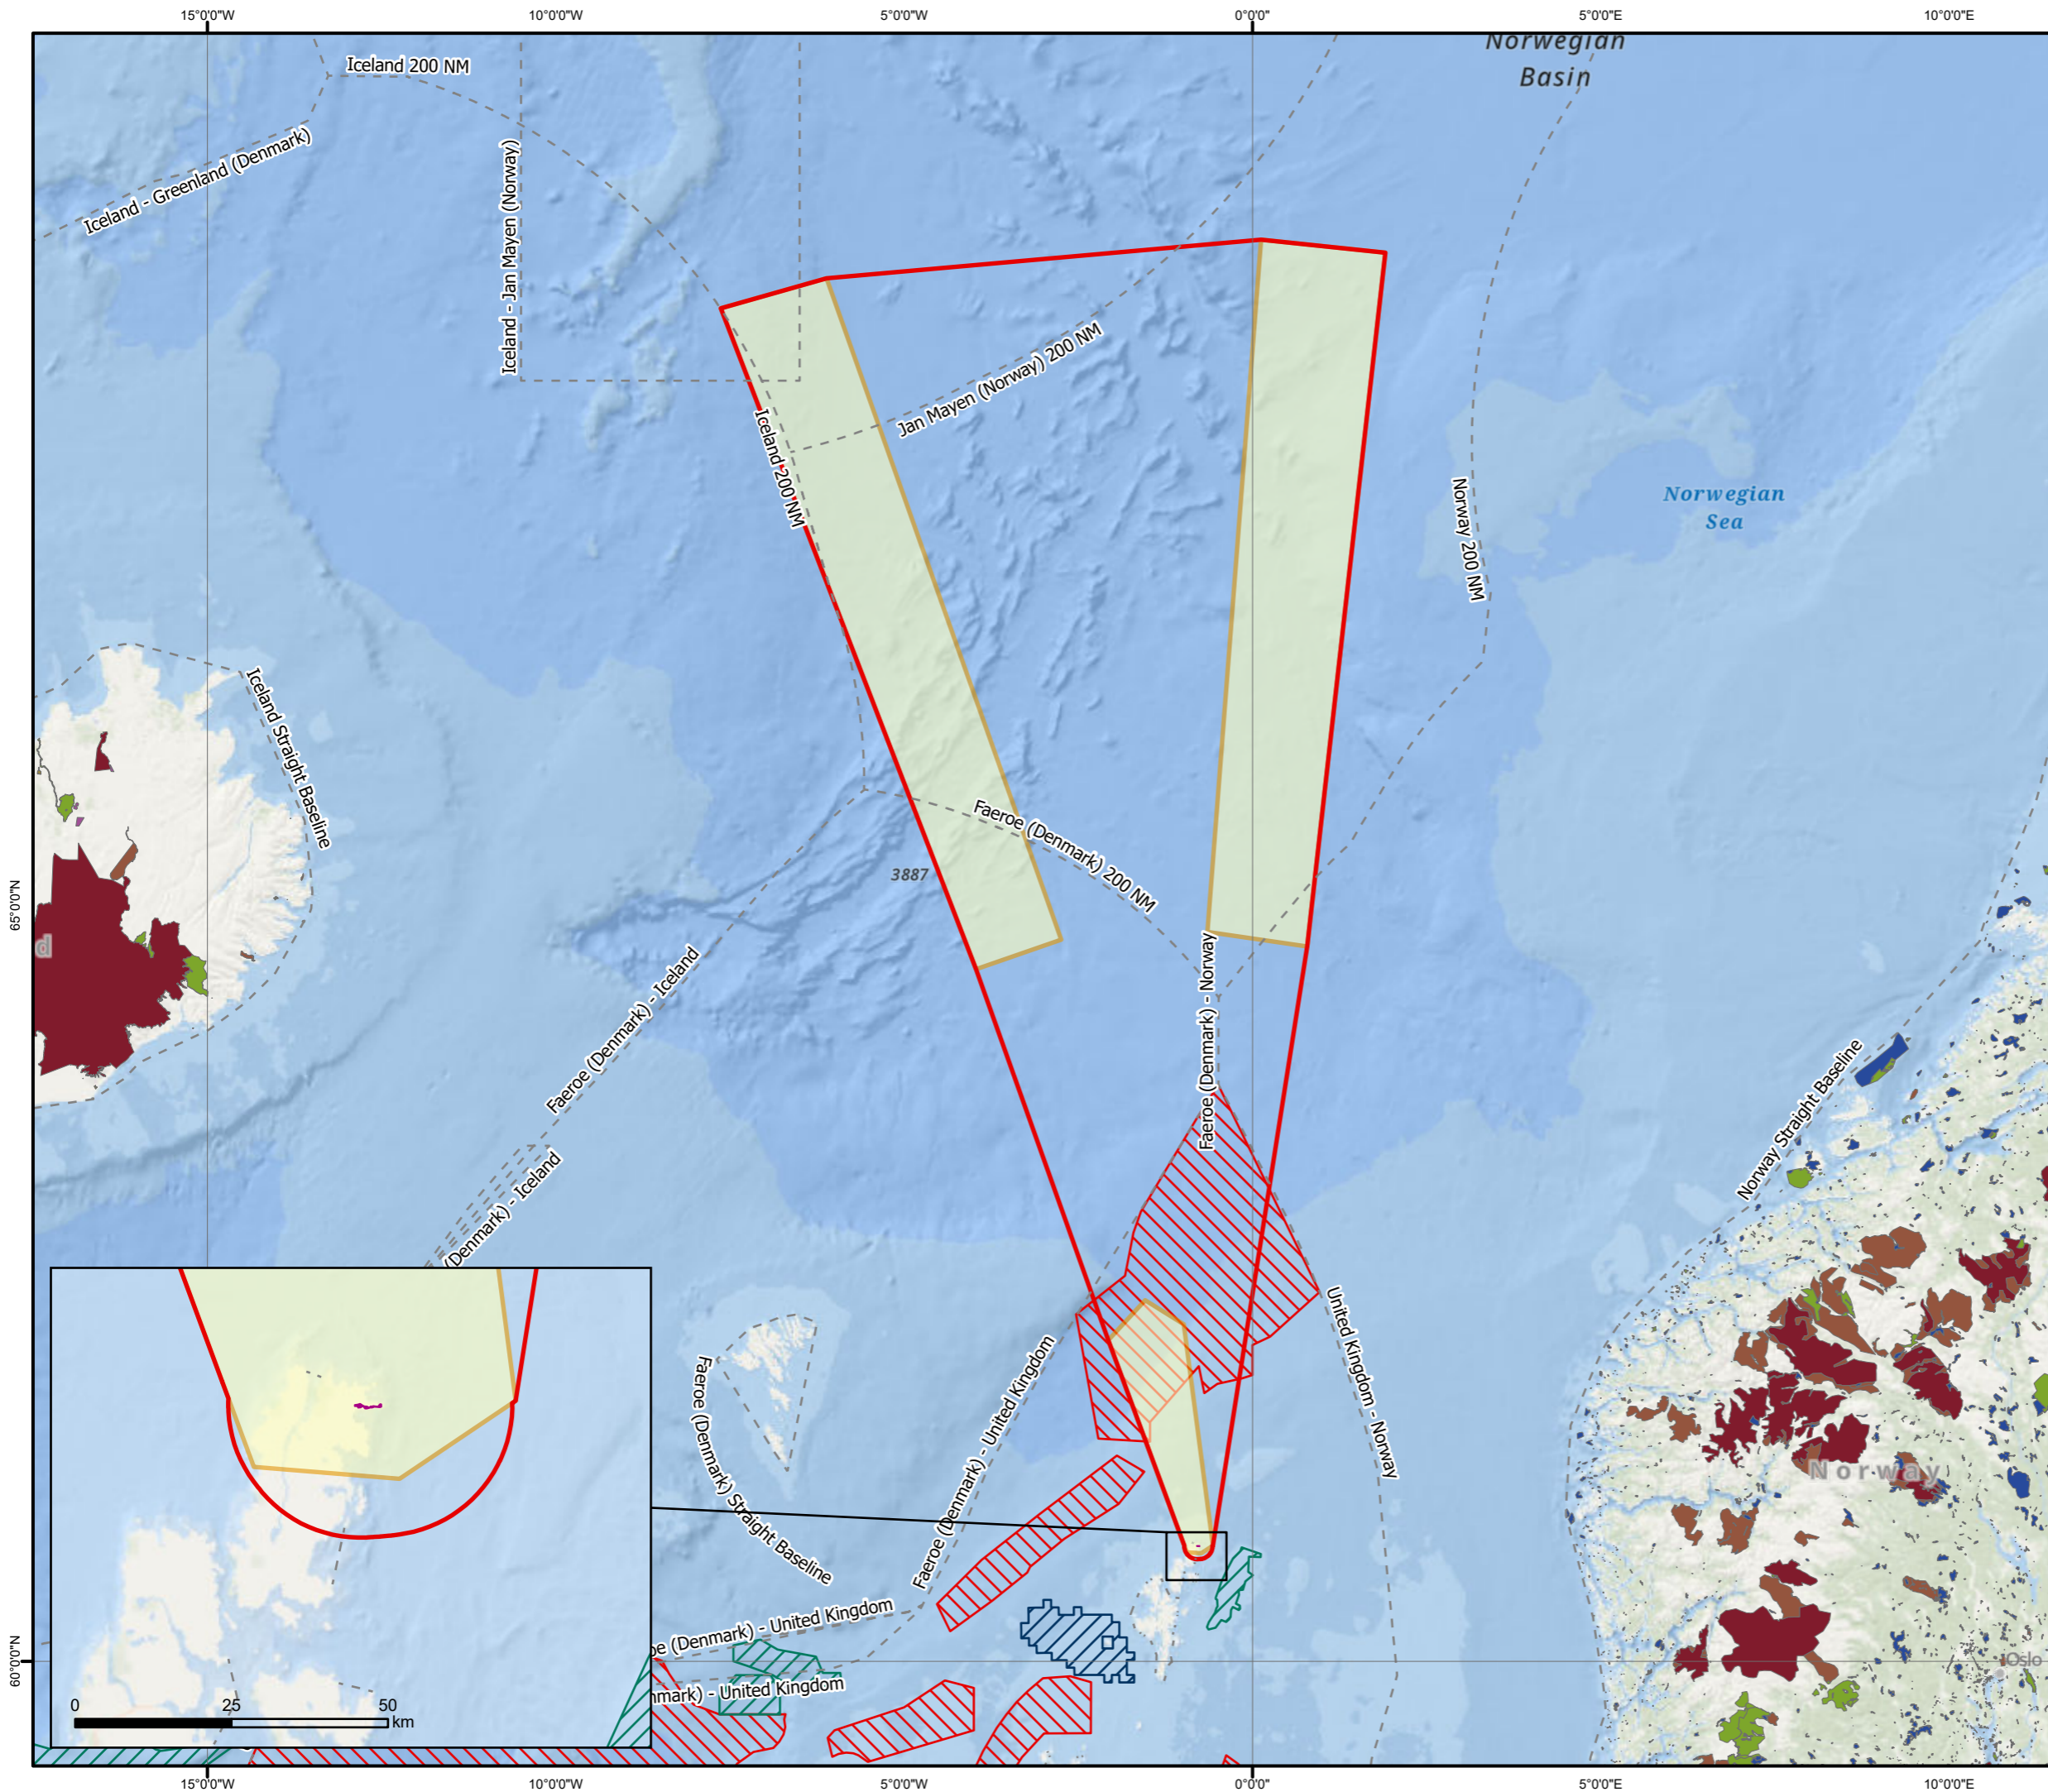 15°0'0"W
10°0'0"W
5°0'0"W
0°0'0"
5°0'0"E
10°0'0"E
Norwegian
Basin
Iceland 200 NM
Iceland - Greenland (Denmark)
Iceland - Jan Mayen (Norway)
Jan Mayen (Norway) 200 NM
Iceland 200 NM
Norwegian
Sea
Norway 200 NM
Iceland Straight Baseline
Faeroe (Denmark) 200 NM
3887
65°0'0"N
d
Faeroe (Denmark) - Norway
Faeroe (Denmark) - Iceland
Norway Straight Baseline
(Denmark) - Iceland
United Kingdom - Norway
Faeroe (Denmark) - United Kingdom
Faeroe (Denmark) Straight Baseline
Norway
oe (Denmark) - United Kingdom
60°0'0"N
Oslo
nmark) - United Kingdom
0
25
50
km
15°0'0"W
10°0'0"W
5°0'0"W
0°0'0"
5°0'0"E
10°0'0"E